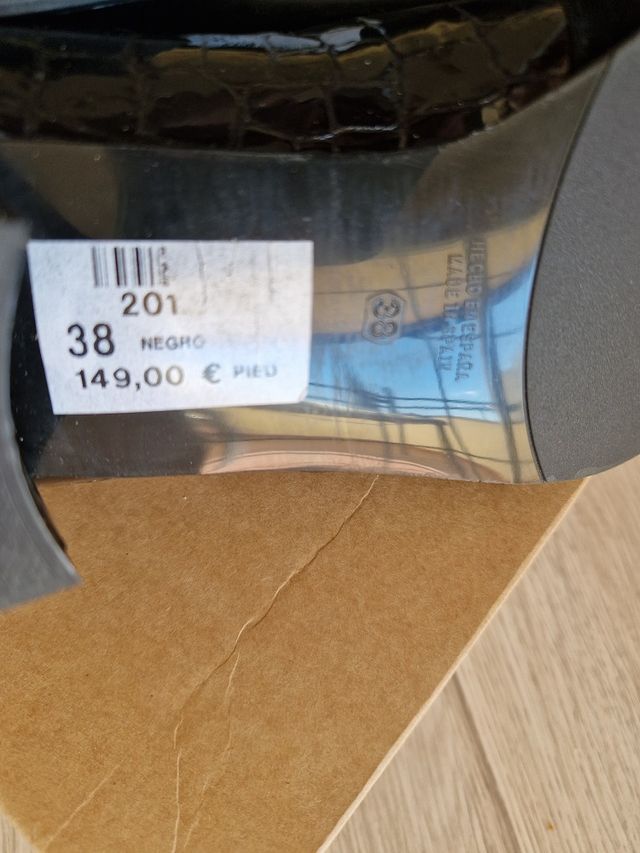 201
38 NEGRO
149,00 € PIEL
38
HECHO EN ESPAÑA
MADE IN SPAIN